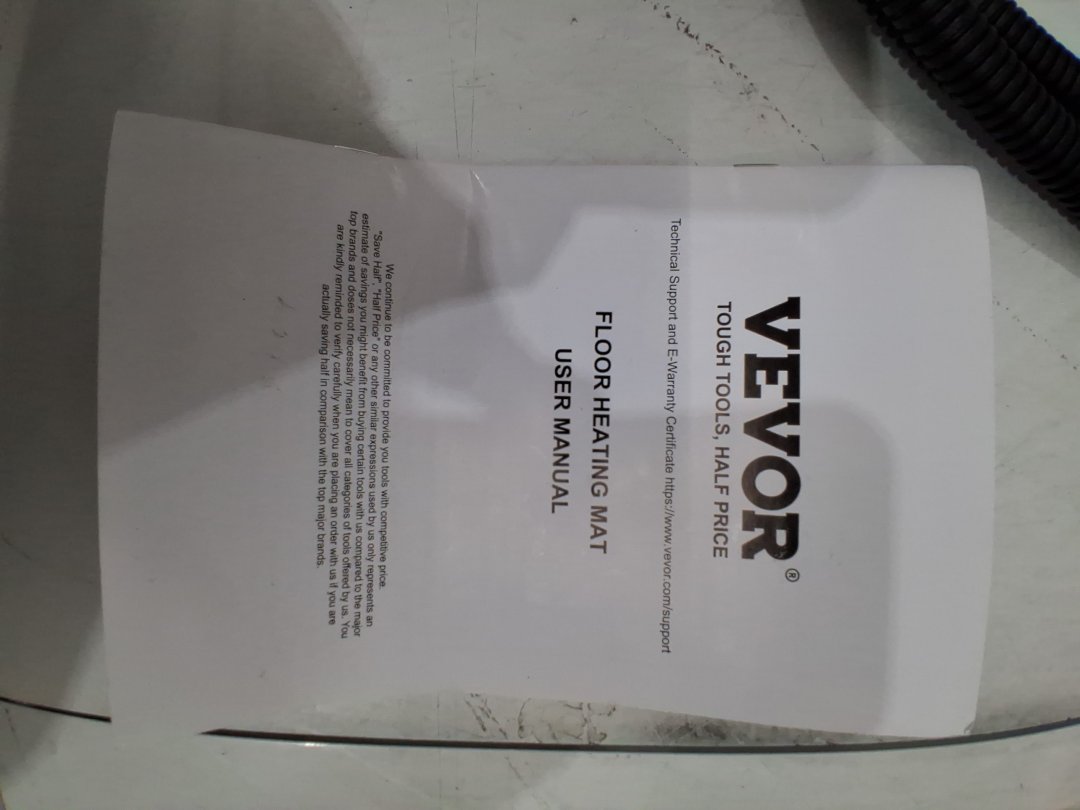 VEVOR®
TOUGH TOOLS, HALF PRICE
Technical Support and E-Warranty Certificate https://www.vevor.com/support
FLOOR HEATING MAT
USER MANUAL
We continue to be committed to provide you tools with competitive price.
"Save Half", "Half Price" or any other similar expressions used by us only represents an
estimate of savings you might benefit from buying certain tools with us compared to the major
top brands and doses not necessarily mean to cover all categories of tools offered by us. You
are kindly reminded to verify carefully when you are placing an order with us if you are
actually saving half in comparison with the top major brands.